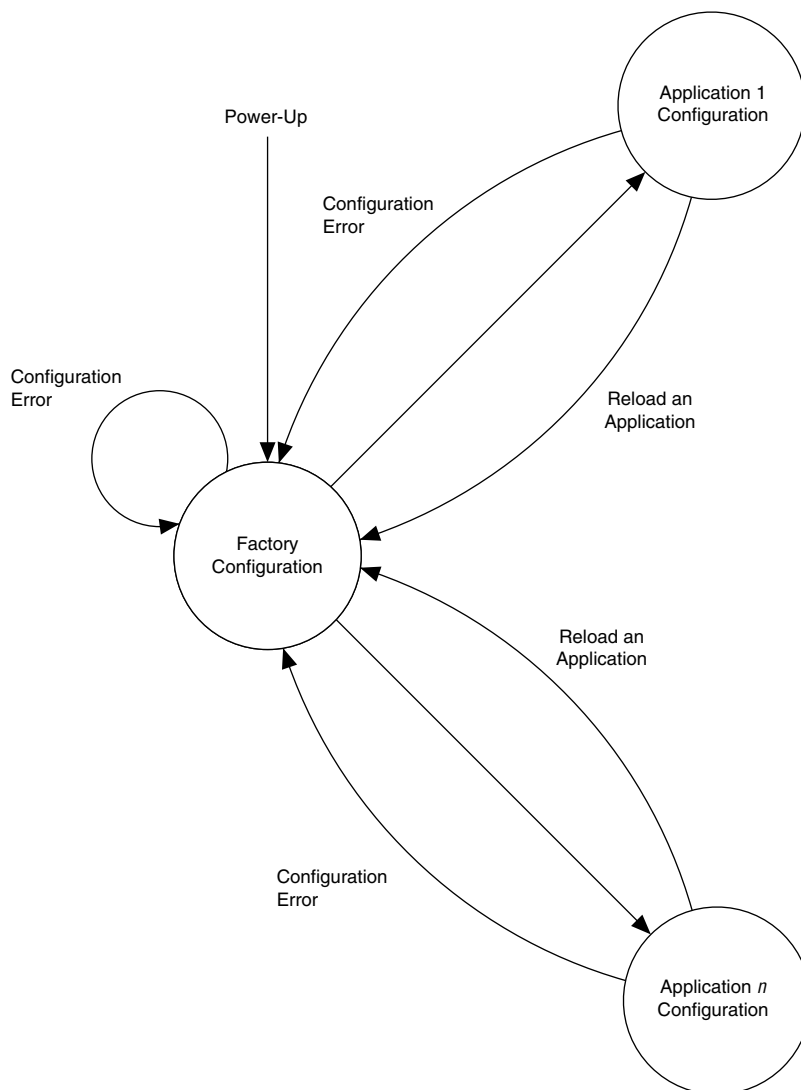 Application 1
Configuration
Power-Up
Configuration
Error
Configuration
Error
Reload an
Application
Factory
Configuration
Reload an
Application
Configuration
Error
Application n
Configuration